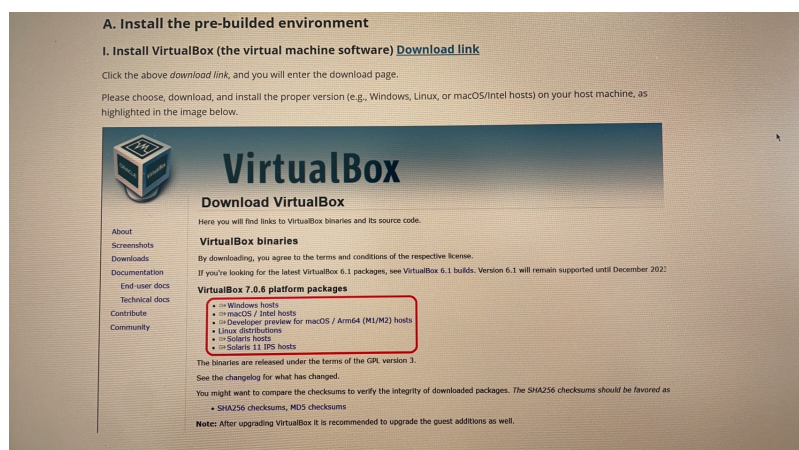 A. Install the pre-builded environment
I. Install VirtualBox (the virtual machine software) Download link
Click the above download link, and you will enter the download page.
Please choose, download, and install the proper version (e.g., Windows, Linux, or macOS/Intel hosts) on your host machine, as
highlighted in the image below.
VirtualBox
Download VirtualBox
Here you will find links to VirtualBox binaries and its source code.
About
Screenshots
Downloads
Documentation
End-user docs
Technical docs
Contribute
Community
VirtualBox binaries
By downloading, you agree to the terms and conditions of the respective license.
If you're looking for the latest VirtualBox 6.1 packages, see VirtualBox 6.1 builds. Version 6.1 will remain supported until December
VirtualBox 7.0.6 platform packages
• Windows hosts
• macOS / Intel hosts
• Developer preview for macOS / Arm64 (M1/M2) hosts
• Linux distributions
• Solaris hosts
• Solaris 11 IPS hosts
The binaries are released under the terms of the GPL version 3.
See the changelog for what has changed.
You might want to compare the checksums to verify the integrity of downloaded packages. The SHA256 checksums should be favored as
• SHA256 checksums, MD5 checksums
Note: After upgrading VirtualBox it is recommended to upgrade the guest additions as well.